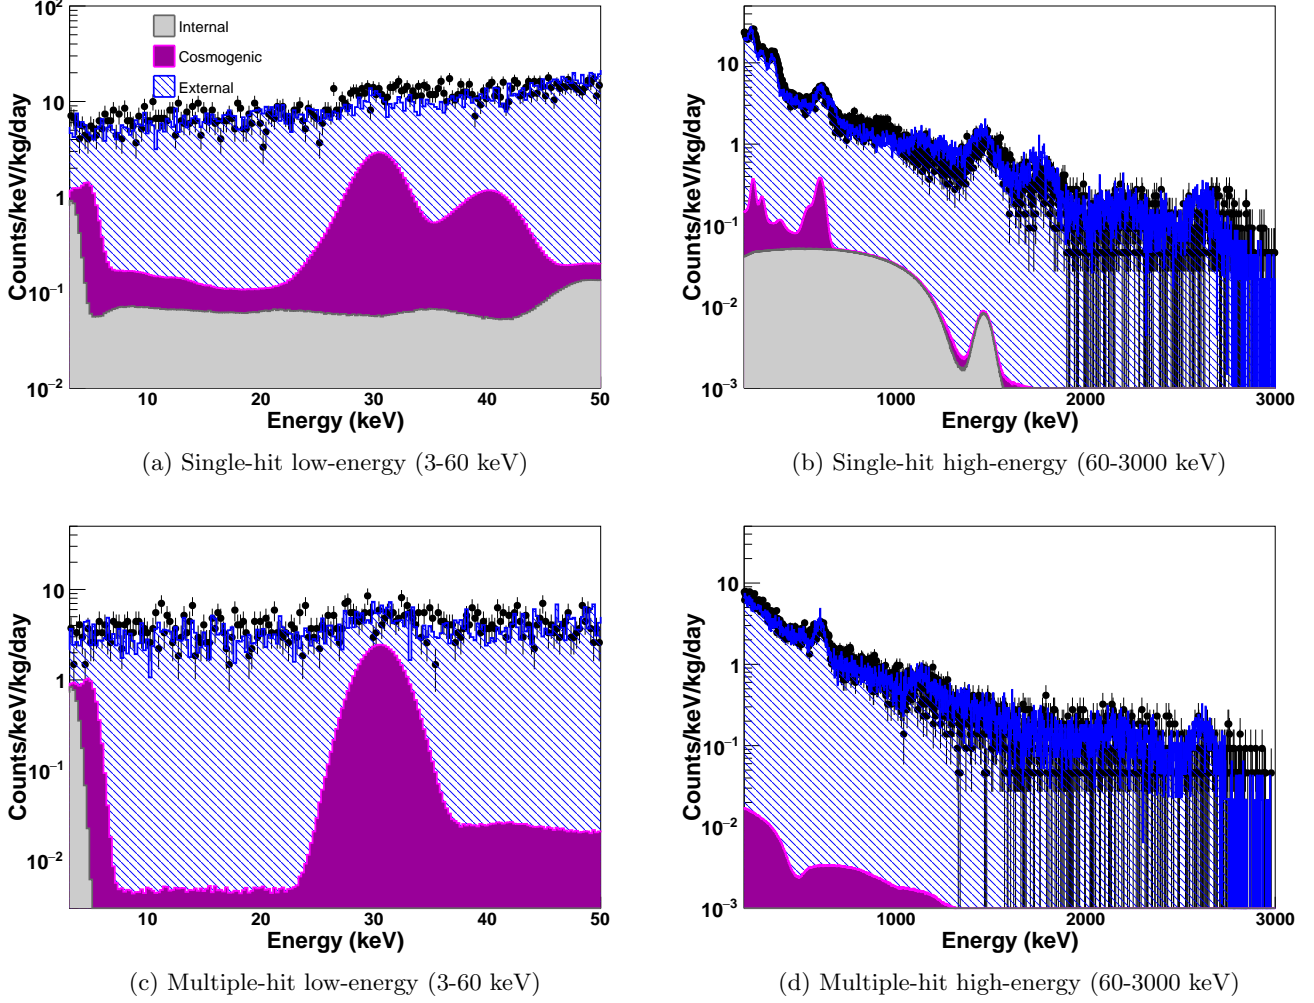 10²
Internal
Cosmogenic
External
10
1
10⁻¹
10⁻²
Counts/keV/kg/day
10 20 30 40 50
Energy (keV)
(a) Single-hit low-energy (3-60 keV)
10
1
10⁻¹
10⁻²
10⁻³
Counts/keV/kg/day
1000 2000 3000
Energy (keV)
(b) Single-hit high-energy (60-3000 keV)
10
1
10⁻¹
10⁻²
Counts/keV/kg/day
10 20 30 40 50
Energy (keV)
(c) Multiple-hit low-energy (3-60 keV)
10
1
10⁻¹
10⁻²
10⁻³
Counts/keV/kg/day
1000 2000 3000
Energy (keV)
(d) Multiple-hit high-energy (60-3000 keV)